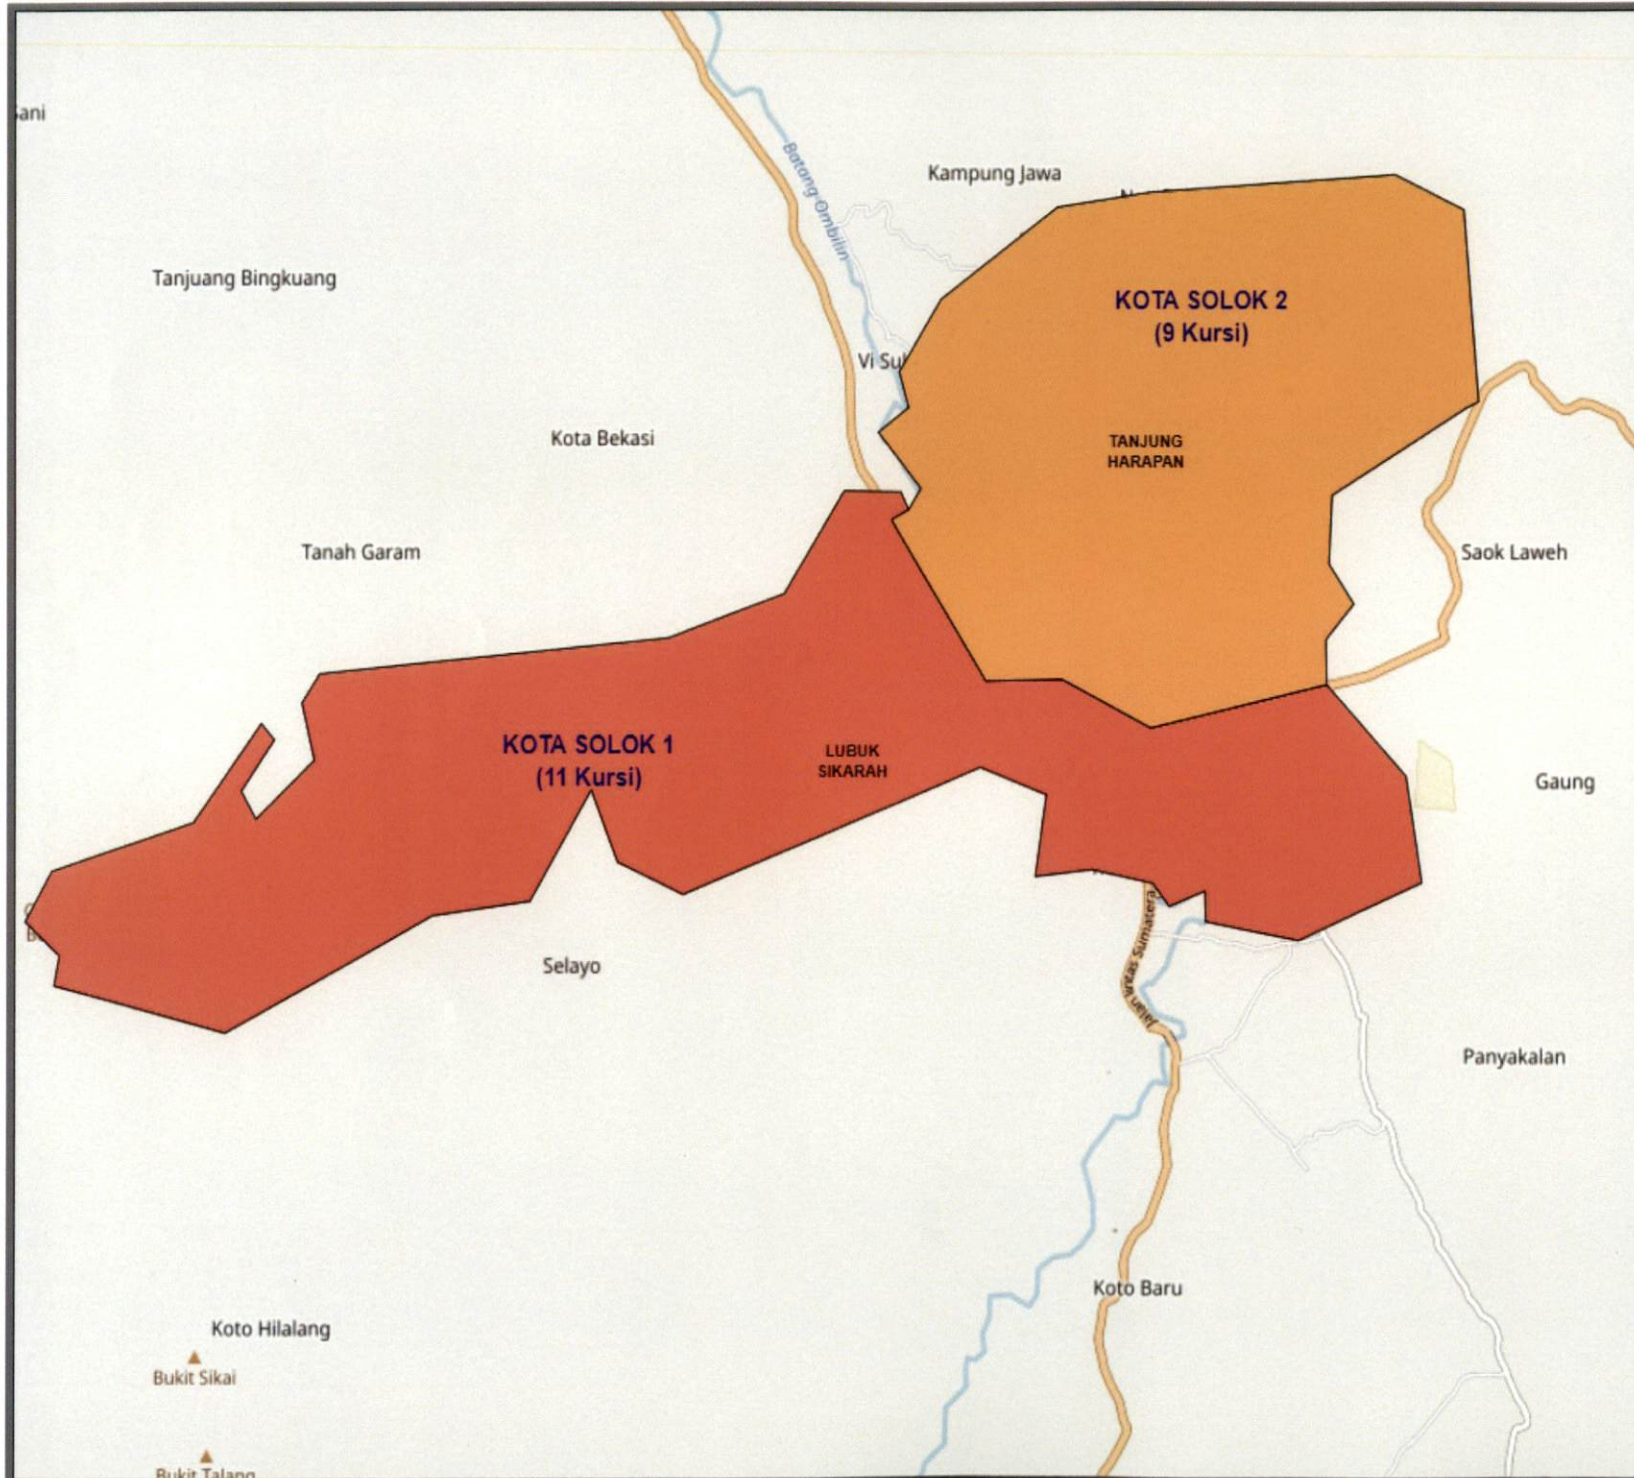 Kampung Jawa
Batang Ombilin
Tanjuang Bingkuang
KOTA SOLOK 2
(9 Kursi)
Kota Bekasi
TANJUNG
HARAPAN
Tanah Garam
Saok Laweh
KOTA SOLOK 1
(11 Kursi)
LUBUK
SIKARAH
Gaung
Selayo
Jalan lintas Sumatera
Panyakalan
Koto Baru
Koto Hilalang
Bukit Sikai
Bukit Talang